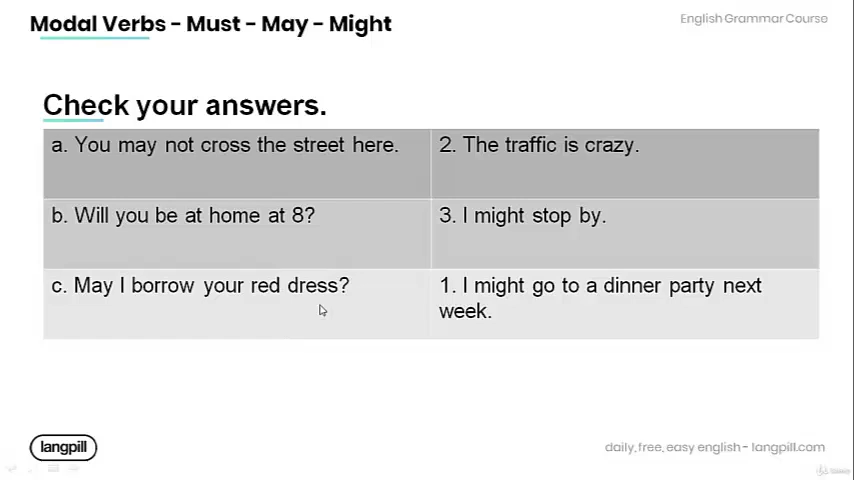 Modal Verbs - Must - May - Might
English Grammar Course
Check your answers.
a. You may not cross the street here.
2. The traffic is crazy.
b. Will you be at home at 8?
3. I might stop by.
c. May I borrow your red dress?
1. I might go to a dinner party next
week.
langpill
daily, free, easy english - langpill.com
Udemy